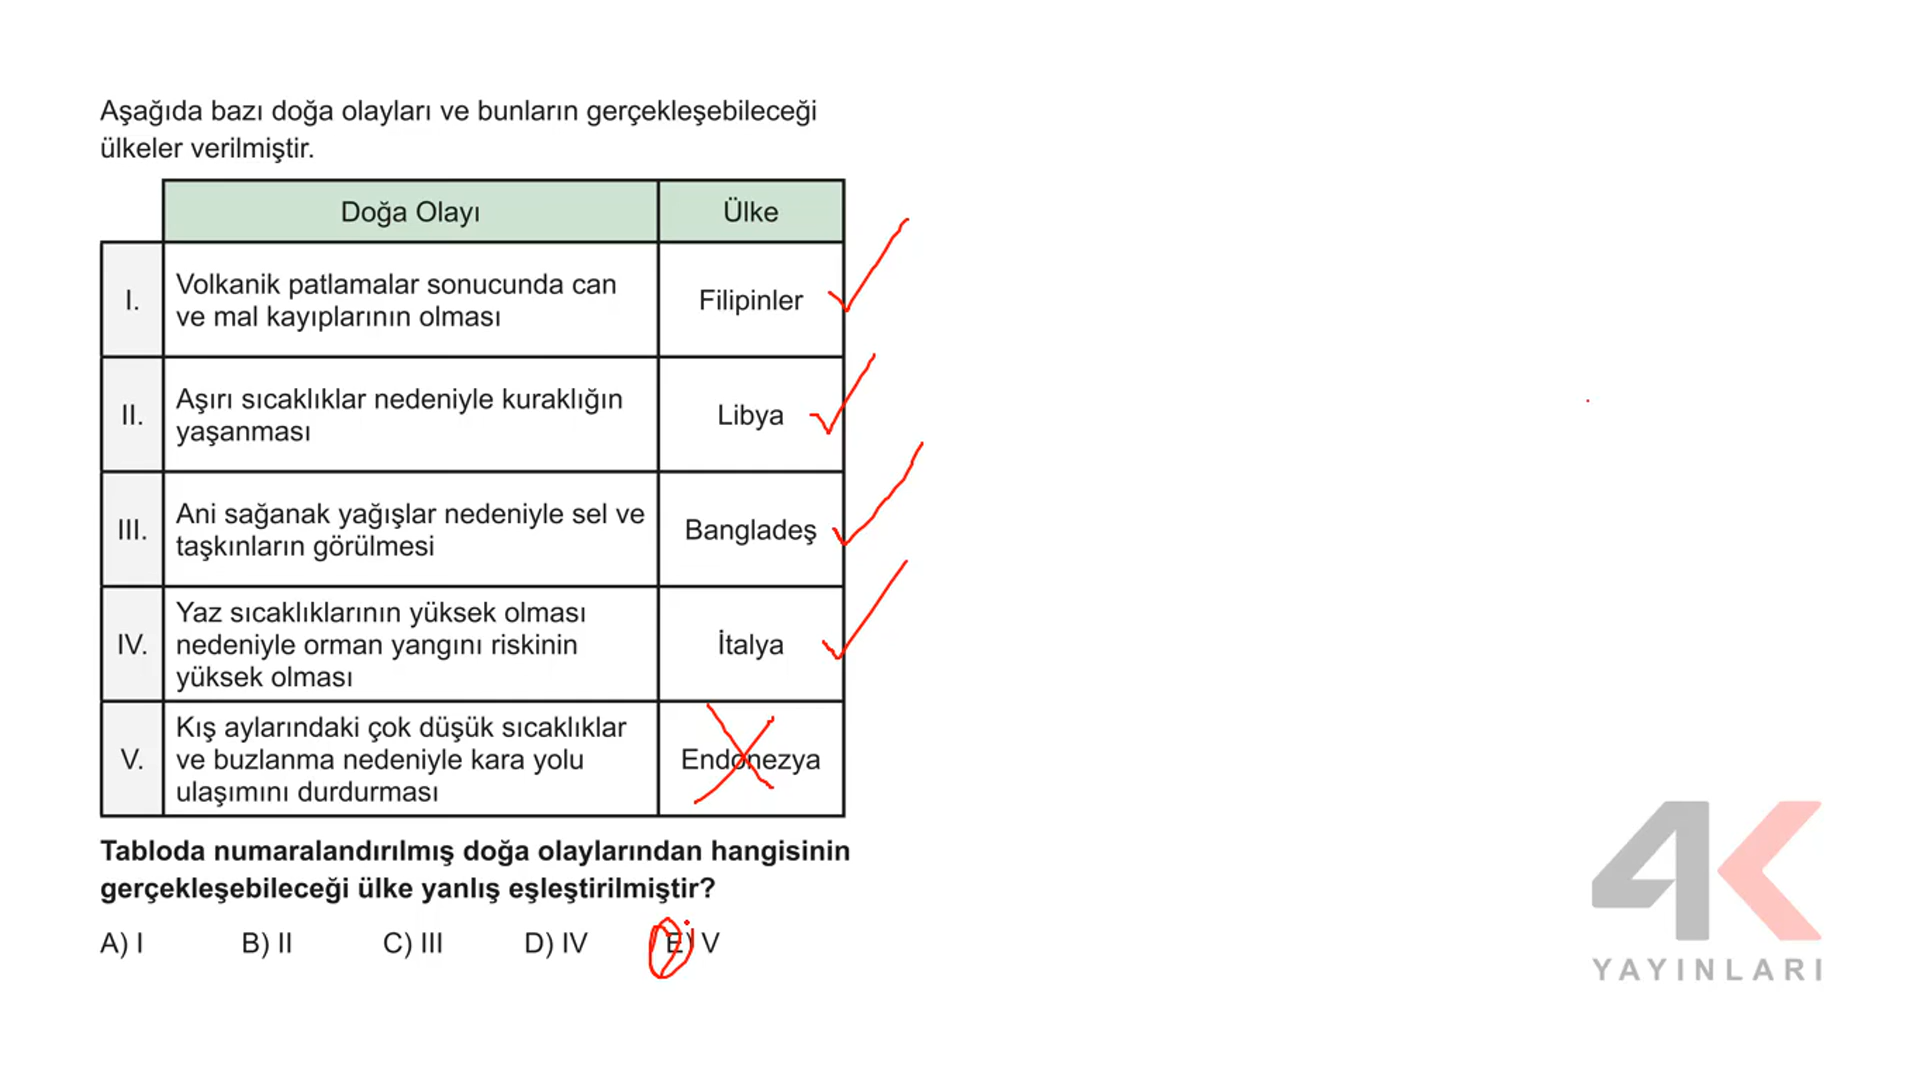 Aşağıda bazı doğa olayları ve bunların gerçekleşebileceği
ülkeler verilmiştir.
Doğa Olayı Ülke
I. Volkanik patlamalar sonucunda can
ve mal kayıplarının olması
Filipinler
II. Aşırı sıcaklıklar nedeniyle kuraklığın
yaşanması
Libya
III. Ani sağanak yağışlar nedeniyle sel ve
taşkınların görülmesi
Bangladeş
IV. Yaz sıcaklıklarının yüksek olması
nedeniyle orman yangını riskinin
yüksek olması
İtalya
V. Kış aylarındaki çok düşük sıcaklıklar
ve buzlanma nedeniyle kara yolu
ulaşımını durdurması
Endonezya
Tabloda numaralandırılmış doğa olaylarından hangisinin
gerçekleşebileceği ülke yanlış eşleştirilmiştir?
A) I B) II C) III D) IV E) V
4K
YAYINLARI